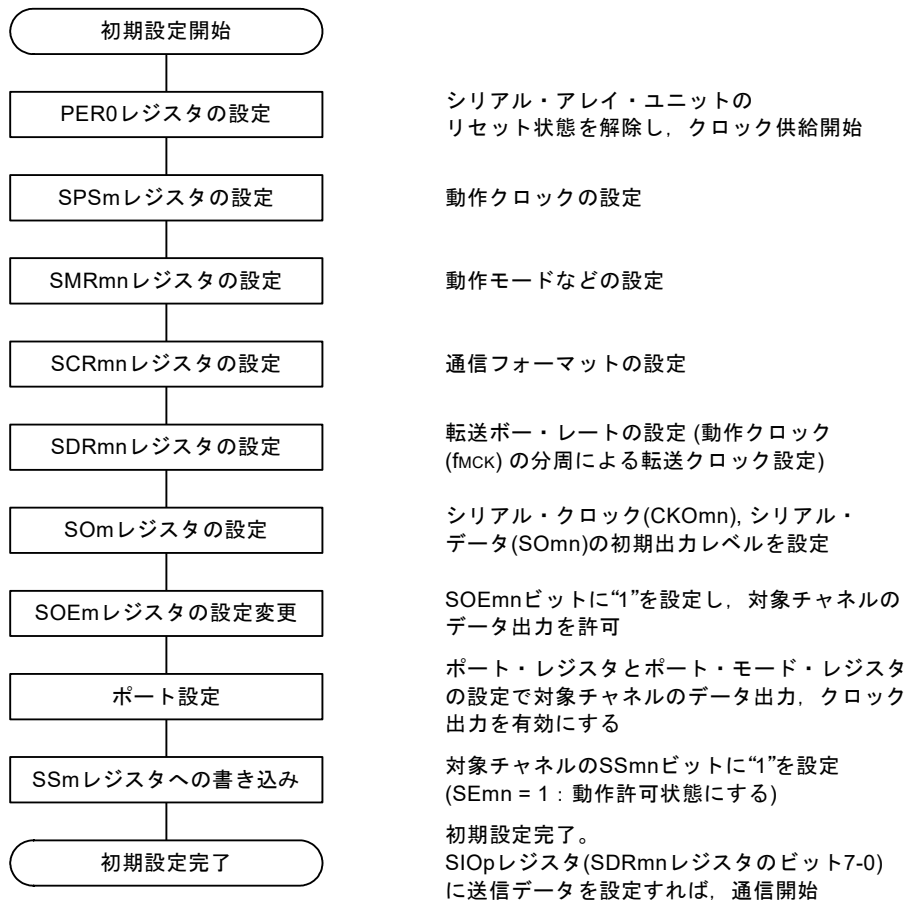 初期設定開始
PER0レジスタの設定
シリアル・アレイ・ユニットの
リセット状態を解除し，クロック供給開始
SPSmレジスタの設定
動作クロックの設定
SMRmnレジスタの設定
動作モードなどの設定
SCRmnレジスタの設定
通信フォーマットの設定
SDRmnレジスタの設定
転送ボー・レートの設定 (動作クロック
(fMCK) の分周による転送クロック設定)
SOmレジスタの設定
シリアル・クロック(CKOmn), シリアル・
データ(SOmn)の初期出力レベルを設定
SOEmレジスタの設定変更
SOEmnビットに“1”を設定し，対象チャネルの
データ出力を許可
ポート設定
ポート・レジスタとポート・モード・レジスタ
の設定で対象チャネルのデータ出力，クロック
出力を有効にする
SSmレジスタへの書き込み
対象チャネルのSSmnビットに“1”を設定
(SEmn = 1：動作許可状態にする)
初期設定完了
初期設定完了。
SIOpレジスタ(SDRmnレジスタのビット7-0)
に送信データを設定すれば，通信開始